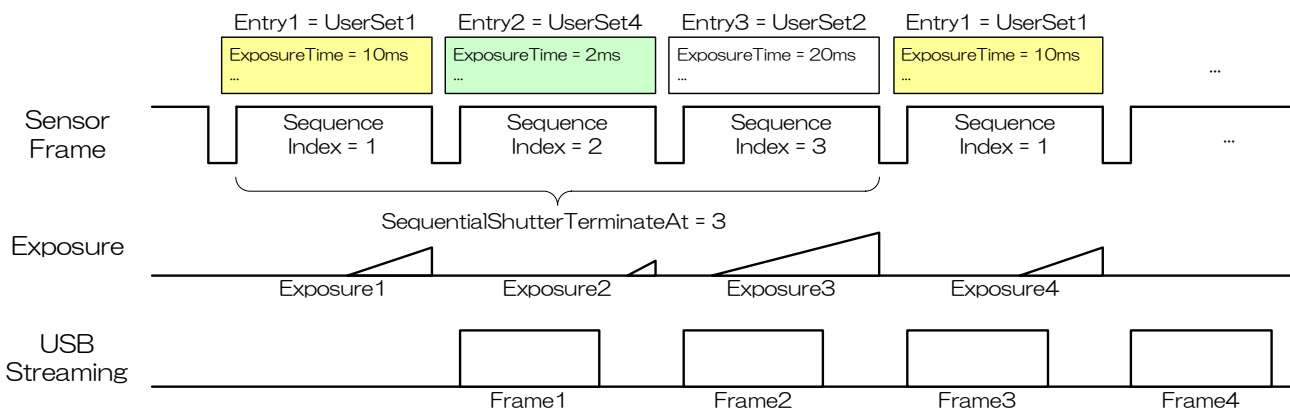 Entry1 = UserSet1 Entry2 = UserSet4 Entry3 = UserSet2 Entry1 = UserSet1
ExposureTime = 10ms ExposureTime = 2ms ExposureTime = 20ms ExposureTime = 10ms
... ... ... ... ...
Sensor Frame
Sequence Index = 1
Sequence Index = 2
Sequence Index = 3
Sequence Index = 1
...
SequentialShutterTerminateAt = 3
Exposure
Exposure1 Exposure2 Exposure3 Exposure4
USB Streaming
Frame1 Frame2 Frame3 Frame4